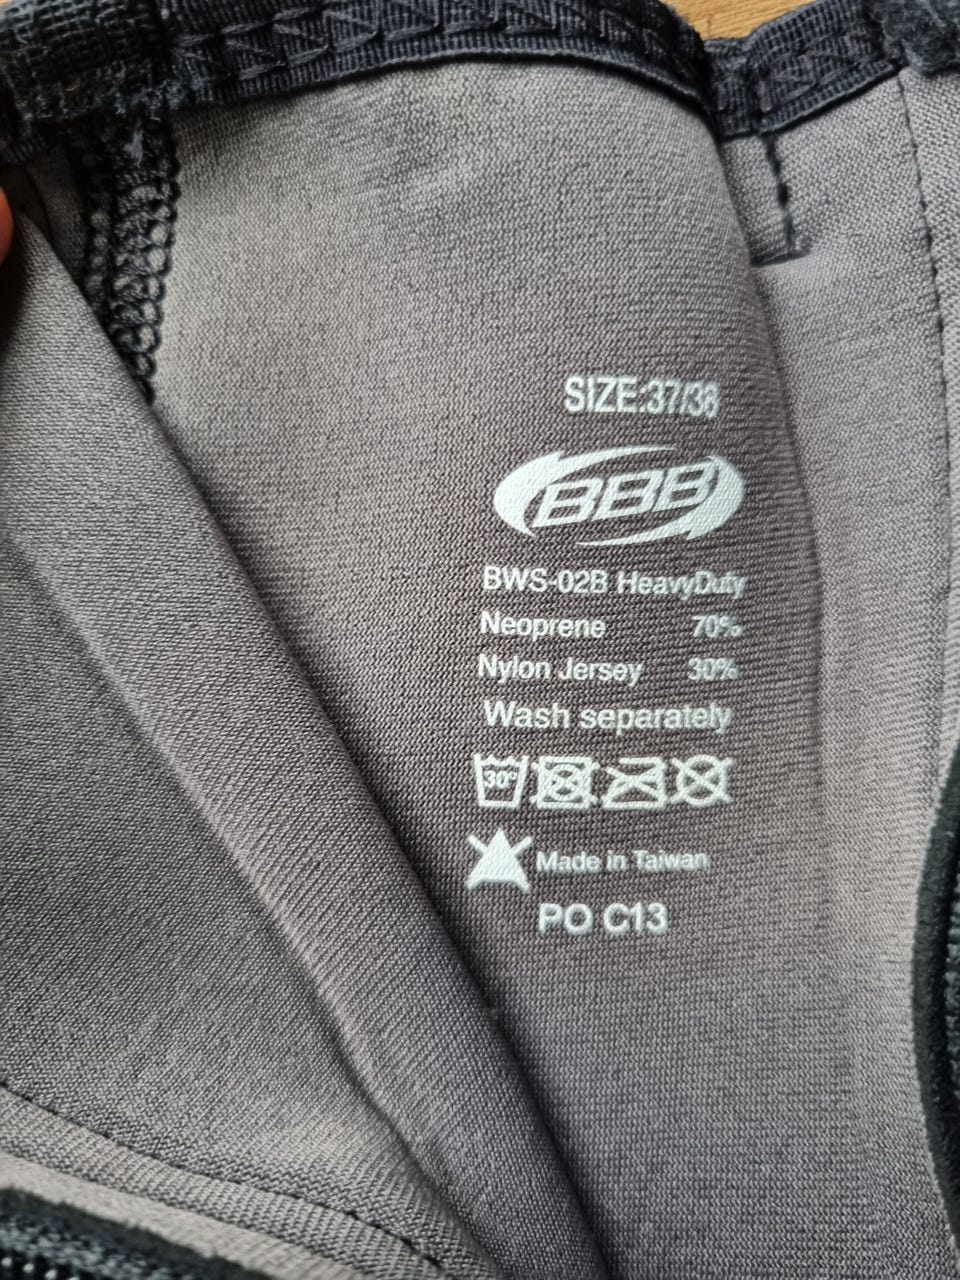 SIZE:37/38
BBB
BWS-02B HeavyDuty
Neoprene 70%
Nylon Jersey 30%
Wash separately
30°
Made in Taiwan
PO C13